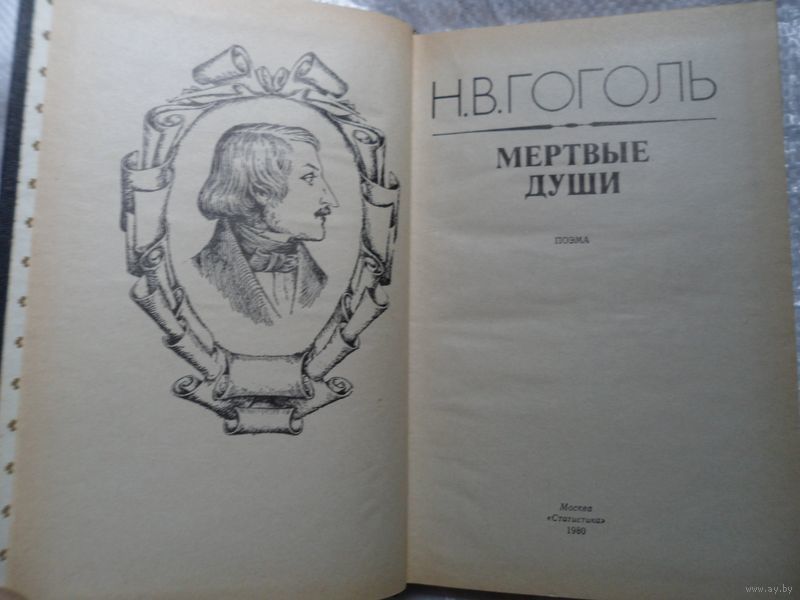 Н.В.ГОГОЛЬ
МЕРТВЫЕ
ДУШИ
ПОЭМА
Москва
«Статистика»
1980
www.ay.by